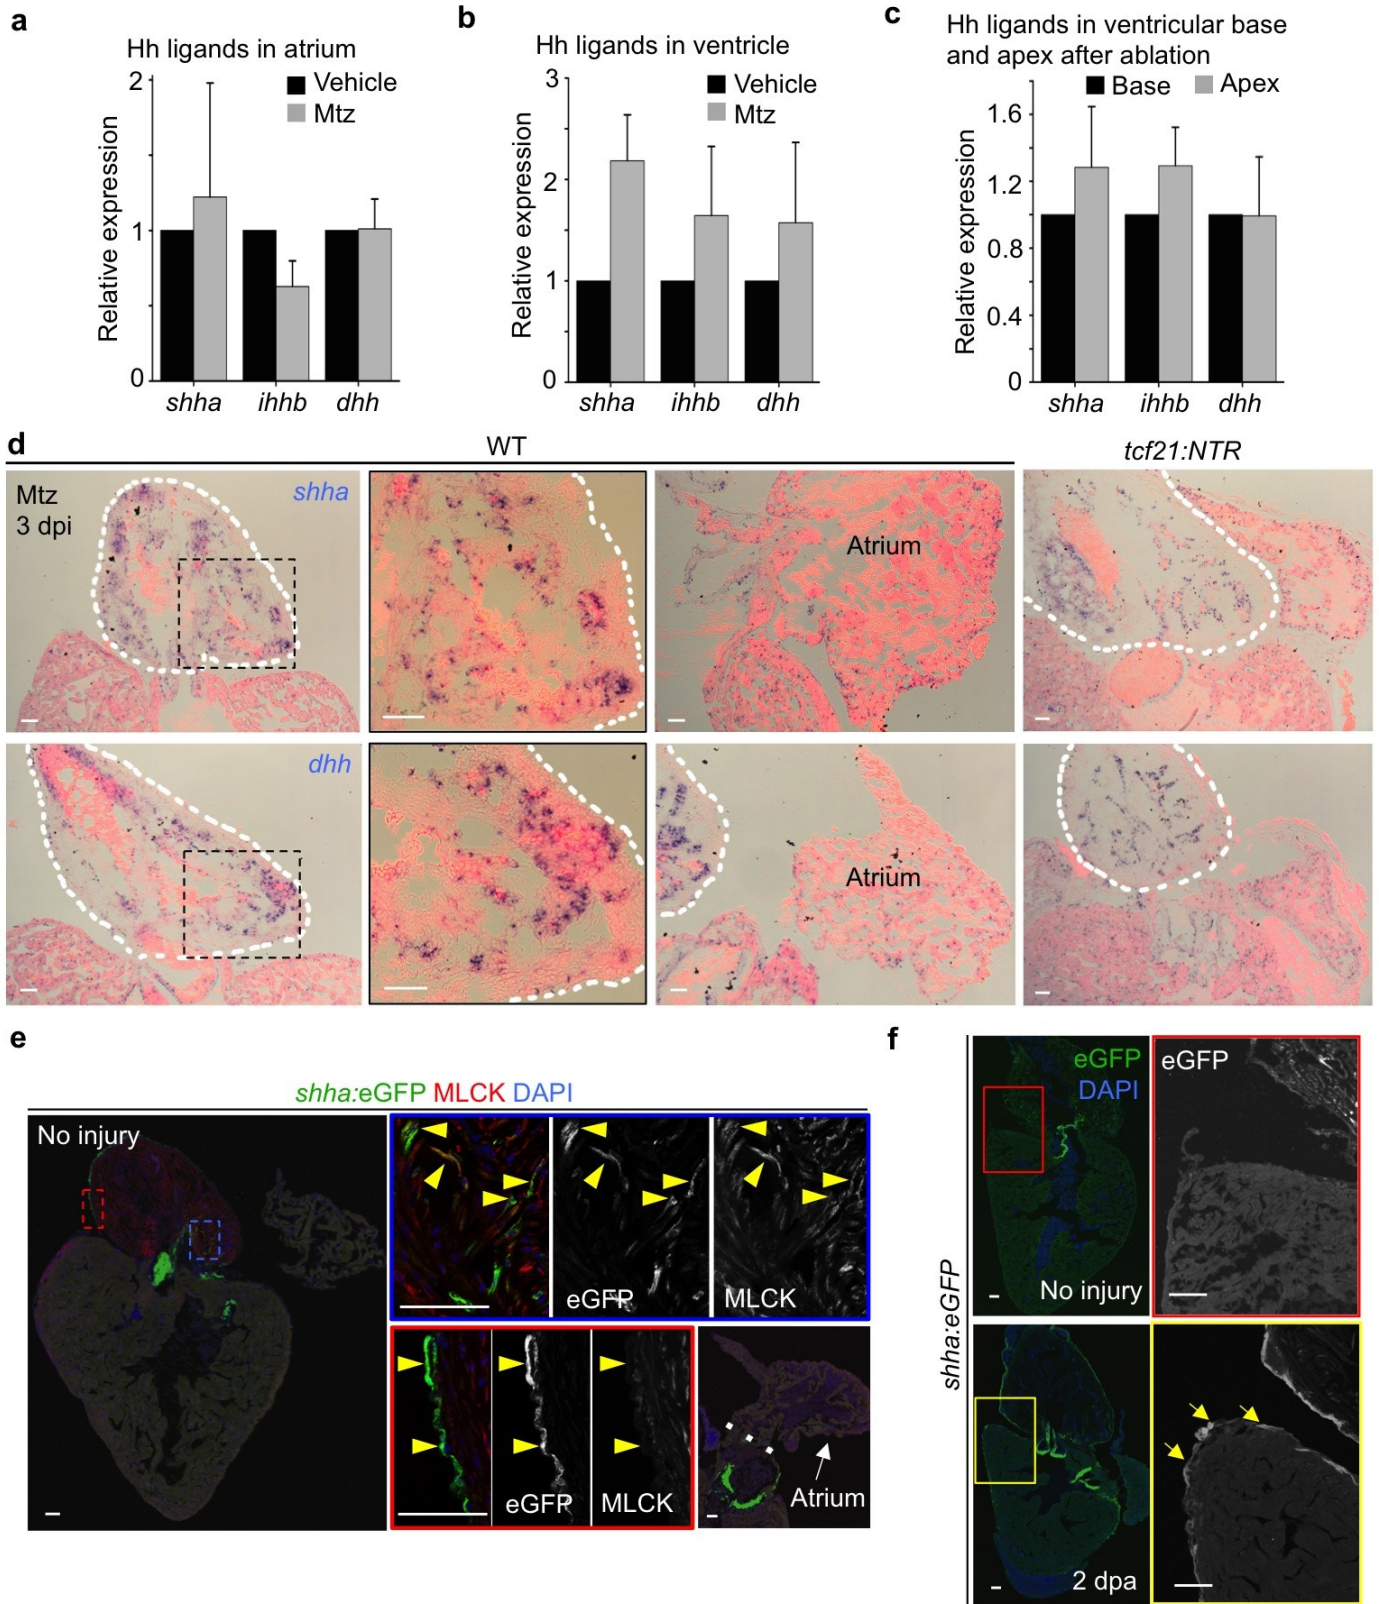 a
Hh ligands in atrium
Vehicle
Mtz
Relative expression
2
1
0
shha
ihhb
dhh
b
Hh ligands in ventricle
Vehicle
Mtz
Relative expression
3
2
1
0
shha
ihhb
dhh
c
Hh ligands in ventricular base
and apex after ablation
Base
Apex
Relative expression
1.6
1.2
0.8
0.4
0
shha
ihhb
dhh
d
WT
tcf21:NTR
Mtz
3 dpi
shha
Atrium
dhh
Atrium
e
shha:eGFP MLCK DAPI
No injury
eGFP
MLCK
eGFP
MLCK
Atrium
f
shha:eGFP
eGFP
DAPI
No injury
eGFP
2 dpa